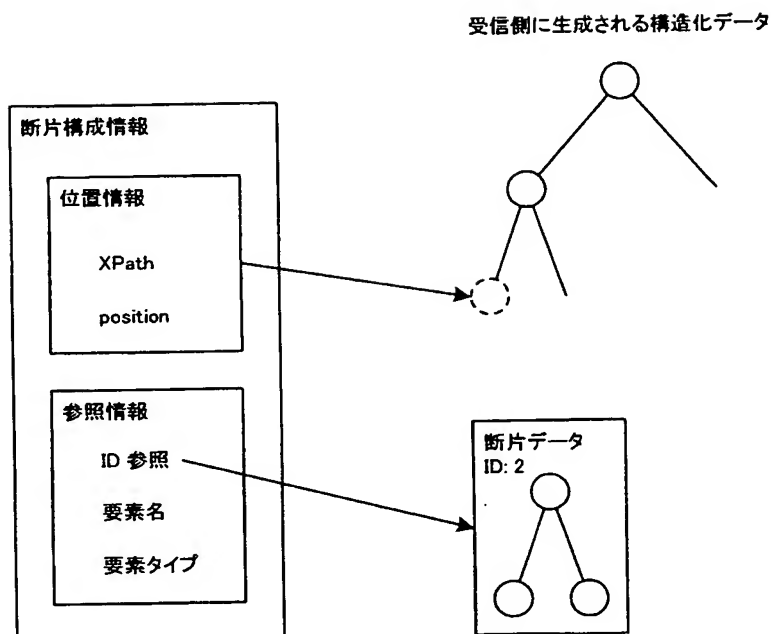 受信側に生成される構造化データ
断片構成情報
位置情報
XPath
position
参照情報
ID 参照
要素名
要素タイプ
断片データ
ID: 2